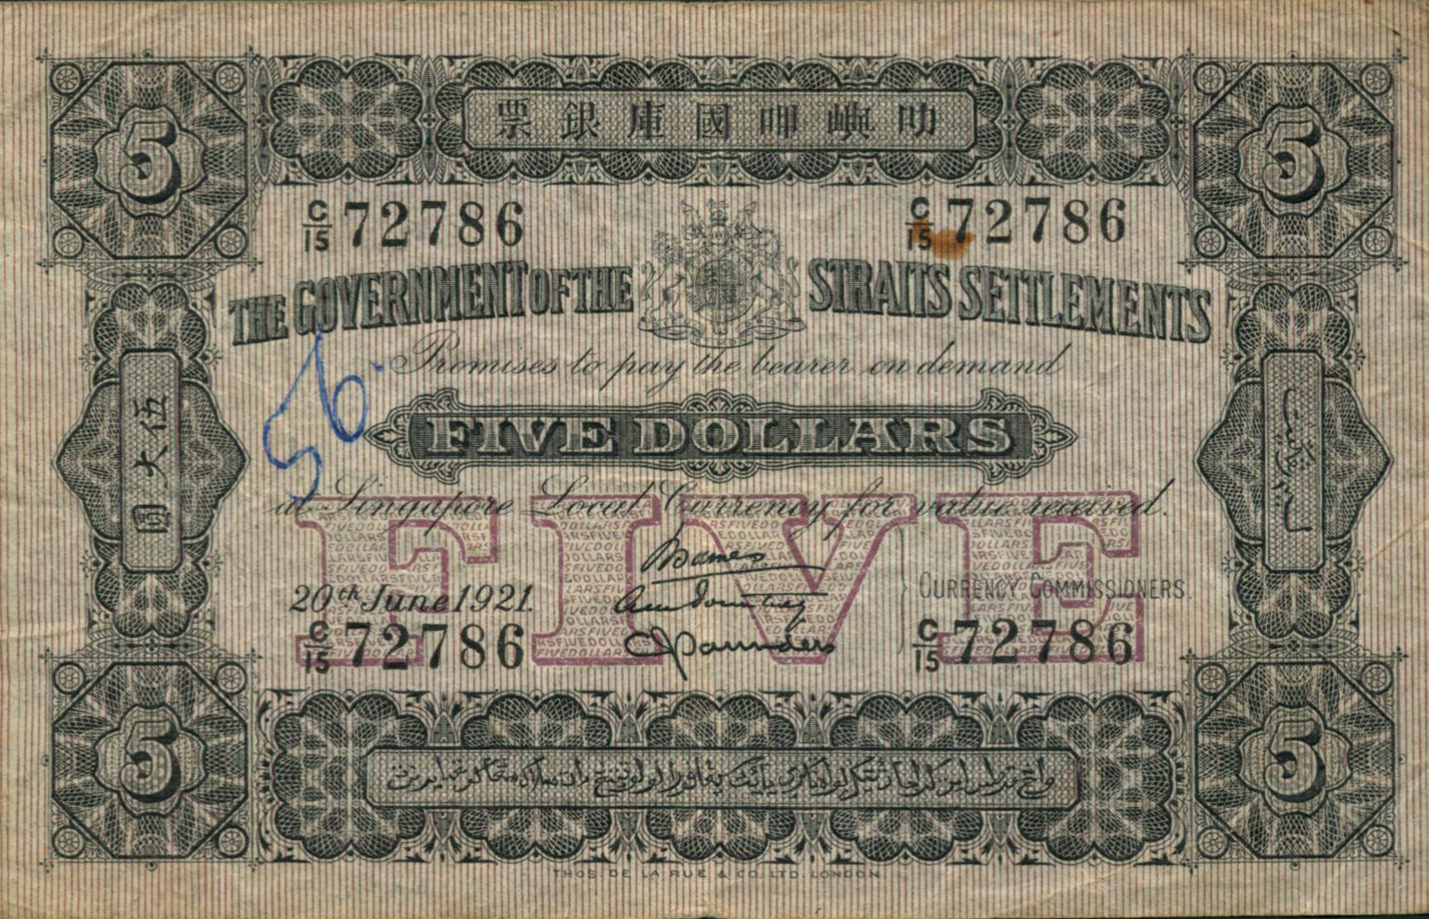 5
票銀庫國呷嶼叻
5
C/15 72786
C/15 72786
THE GOVERNMENT OF THE STRAITS SETTLEMENTS
Promises to pay the bearer on demand
伍大圓
56.
FIVE DOLLARS
at Singapore Local Currency for value received.
FIVE
20th June 1921.
CURRENCY COMMISSIONERS.
C/15 72786
C Saunders
C/15 72786
5
5
THOS. DE LA RUE & CO. LTD. LONDON.